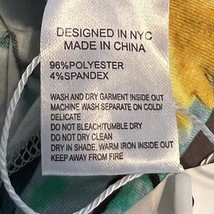 DESIGNED IN NYC
MADE IN CHINA
96%POLYESTER
4%SPANDEX
WASH AND DRY GARMENT INSIDE OUT
MACHINE WASH SEPARATE ON COLD/
DELICATE
DO NOT BLEACH/TUMBLE DRY
DO NOT DRY CLEAN
DRY IN SHADE, WARM IRON INSIDE OUT
KEEP AWAY FROM FIRE